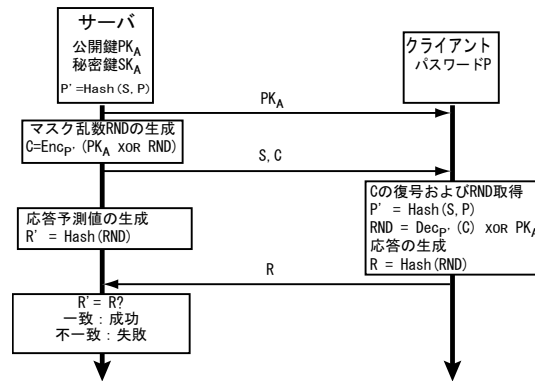 サーバ
公開鍵PKA
秘密鍵SKA
P'=Hash(S,P)
クライアント
パスワードP
PKA
マスク乱数RNDの生成
C=EncP'(PKA XOR RND)
S,C
Cの復号およびRND取得
P' = Hash(S,P)
RND = DecP'(C) XOR PKA
応答の生成
R = Hash(RND)
応答予測値の生成
R' = Hash(RND)
R
R' = R?
一致：成功
不一致：失敗